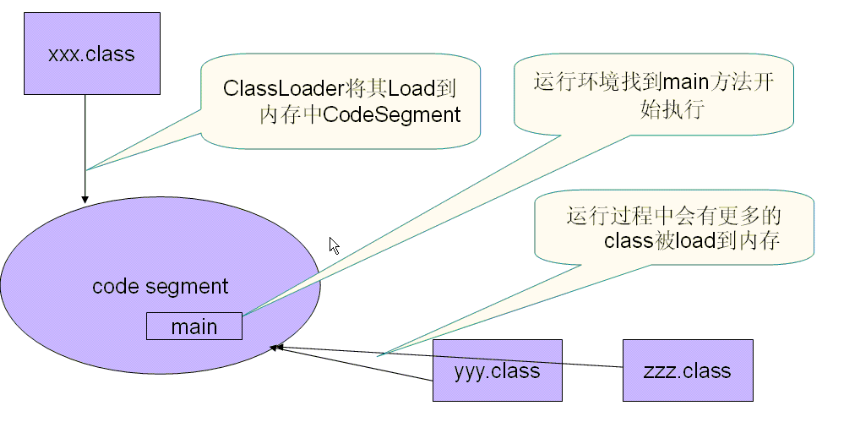 xxx.class
ClassLoader将其Load到
内存中CodeSegment
运行环境找到main方法开
始执行
运行过程中会有更多的
class被load到内存
code segment
main
yyy.class
zzz.class